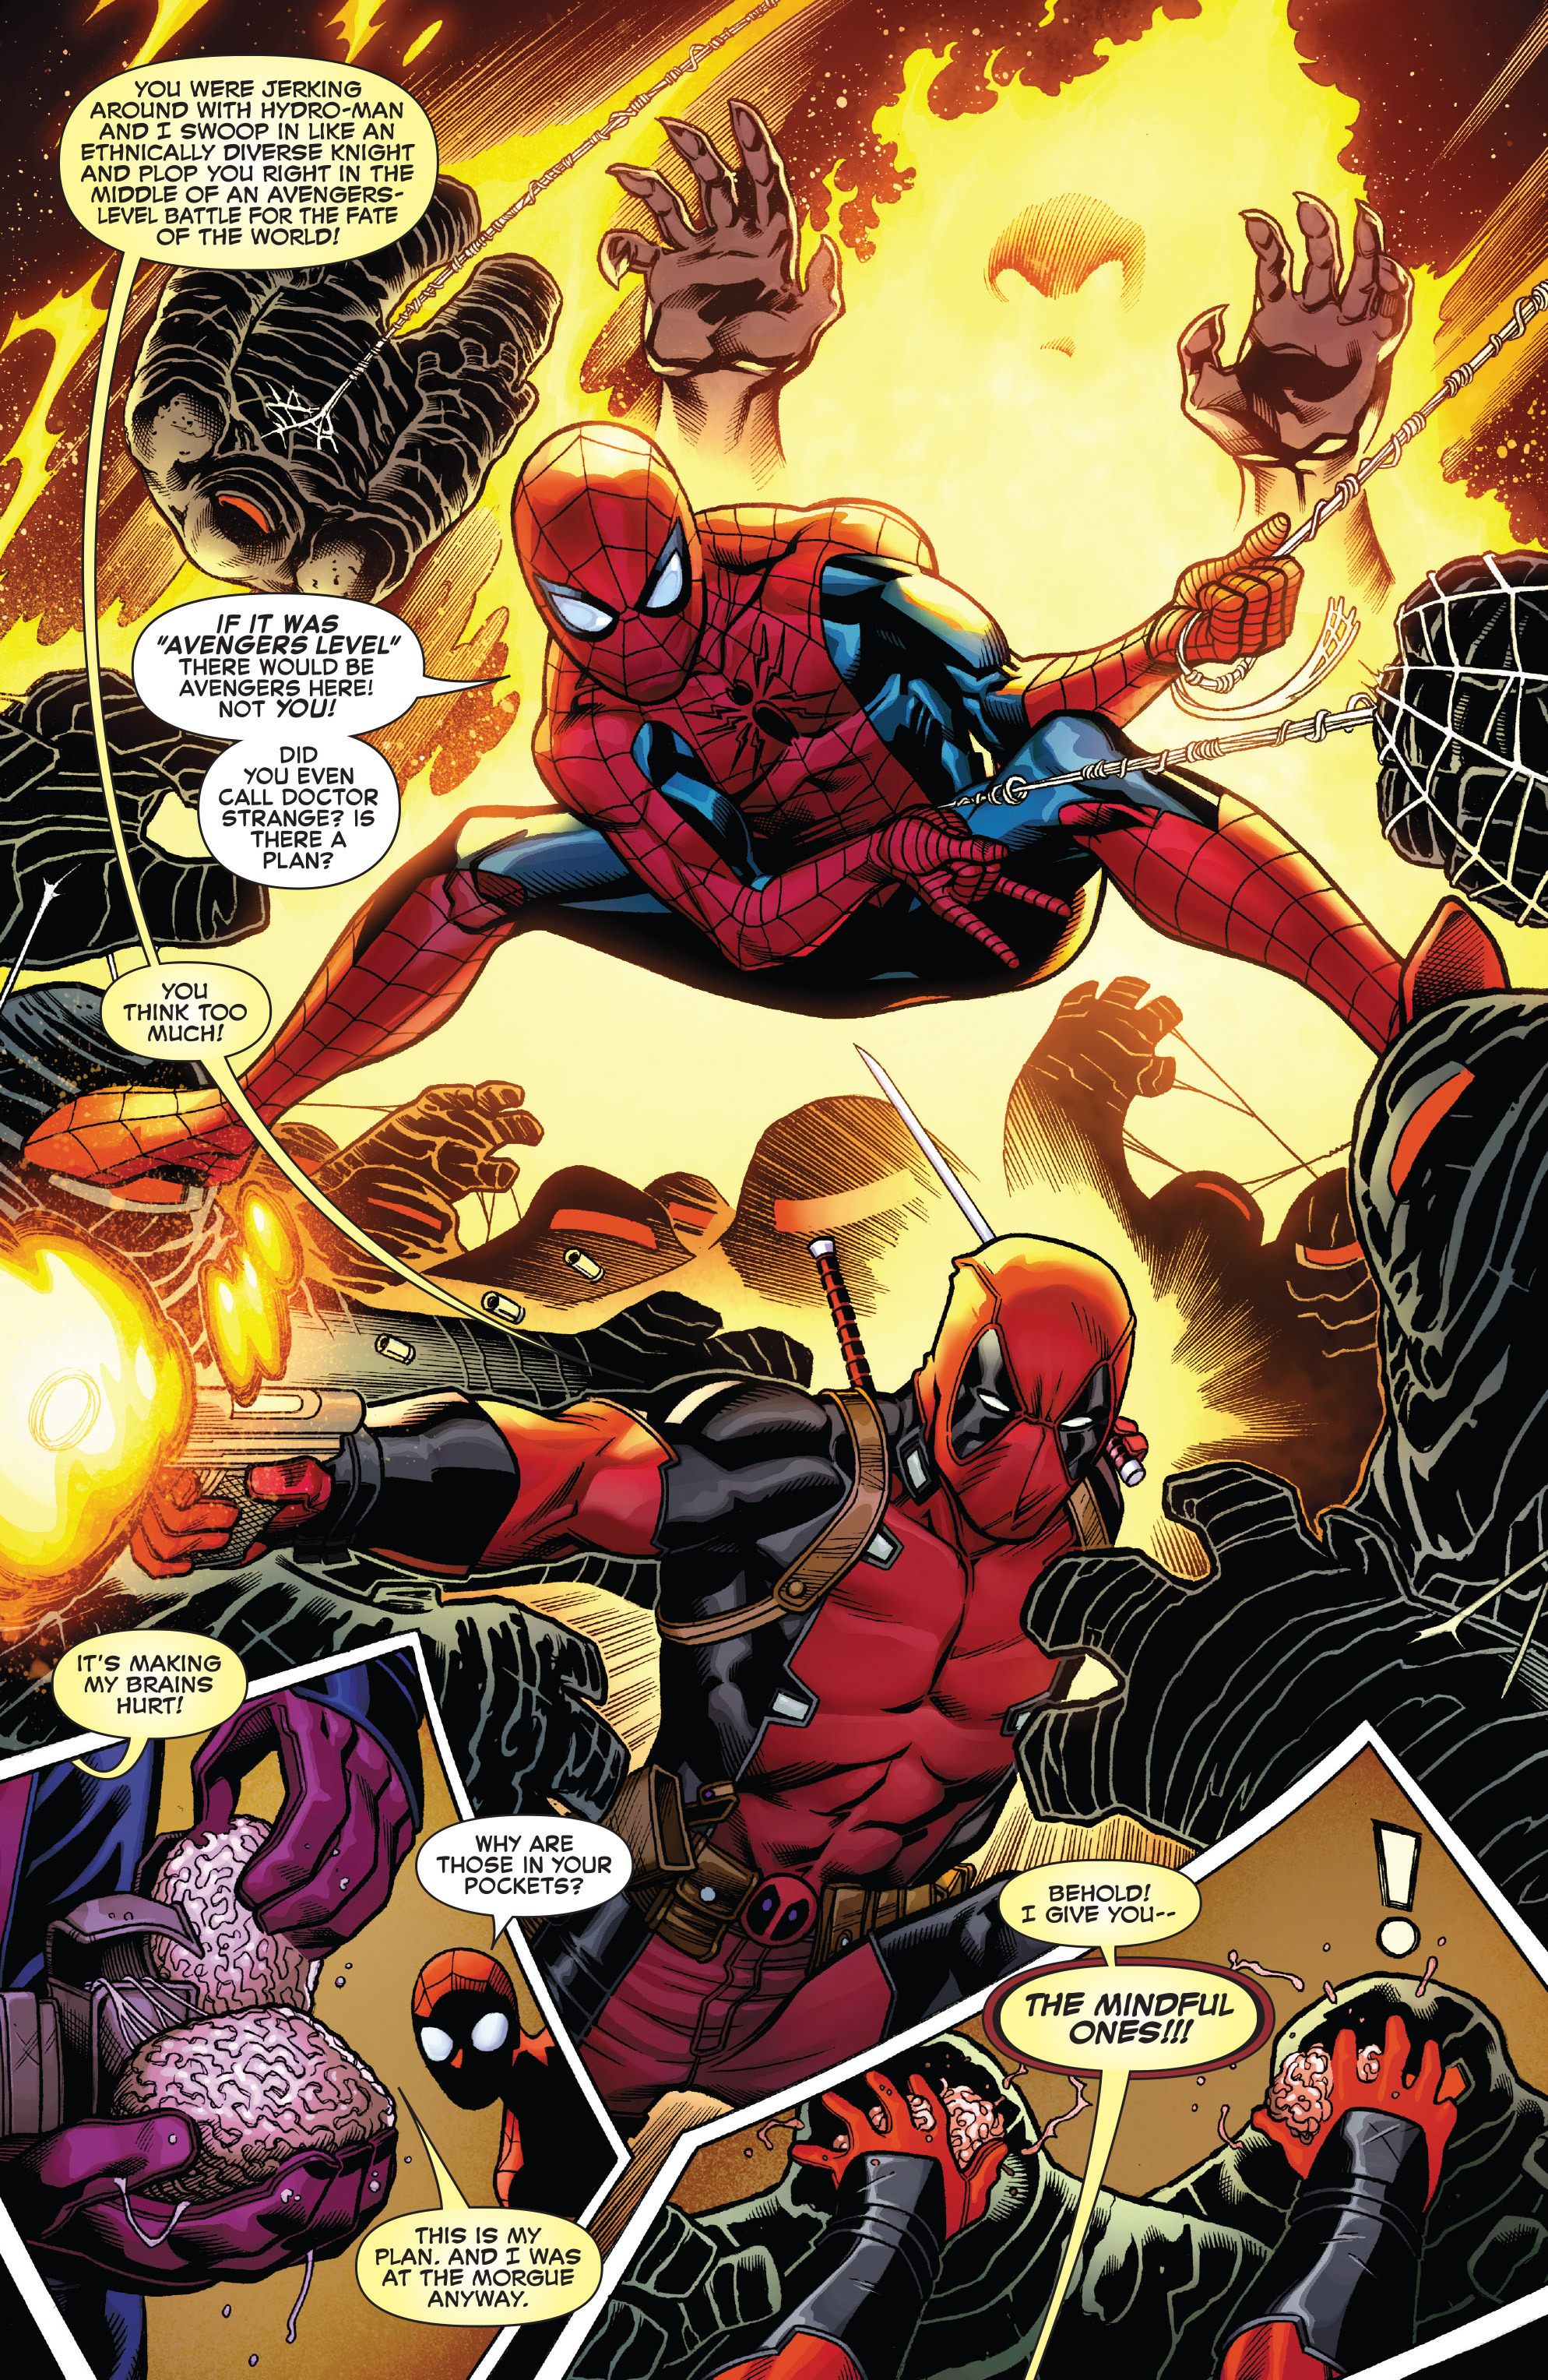 YOU WERE JERKING
AROUND WITH HYDRO-MAN
AND I SWOOP IN LIKE AN
ETHNICALLY DIVERSE KNIGHT
AND PLOP YOU RIGHT IN THE
MIDDLE OF AN AVENGERS-
LEVEL BATTLE FOR THE FATE
OF THE WORLD!
IF IT WAS
"AVENGERS LEVEL"
THERE WOULD BE
AVENGERS HERE!
NOT YOU!
DID
YOU EVEN
CALL DOCTOR
STRANGE? IS
THERE A
PLAN?
YOU
THINK TOO
MUCH!
IT'S MAKING
MY BRAINS
HURT!
WHY ARE
THOSE IN YOUR
POCKETS?
THIS IS MY
PLAN. AND I WAS
AT THE MORGUE
ANYWAY.
BEHOLD!
I GIVE YOU--
THE MINDFUL
ONES!!!
!